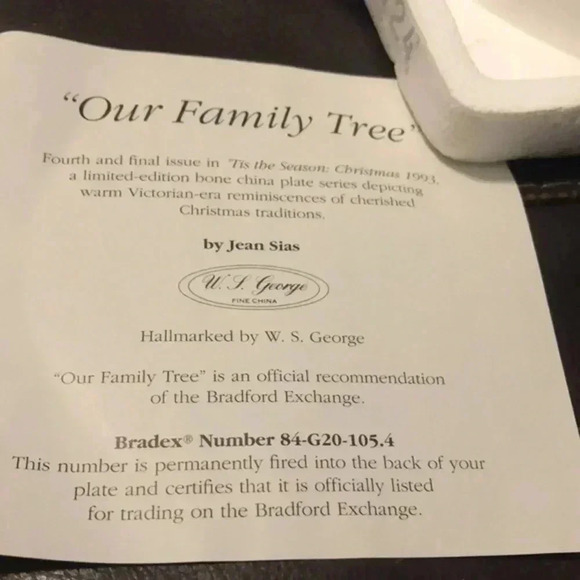 "Our Family Tree"
Fourth and final issue in 'Tis the Season: Christmas 1993,
a limited-edition bone china plate series depicting
warm Victorian-era reminiscences of cherished
Christmas traditions.
by Jean Sias
W. S. George
FINE CHINA
Hallmarked by W. S. George
"Our Family Tree" is an official recommendation
of the Bradford Exchange.
Bradex® Number 84-G20-105.4
This number is permanently fired into the back of your
plate and certifies that it is officially listed
for trading on the Bradford Exchange.